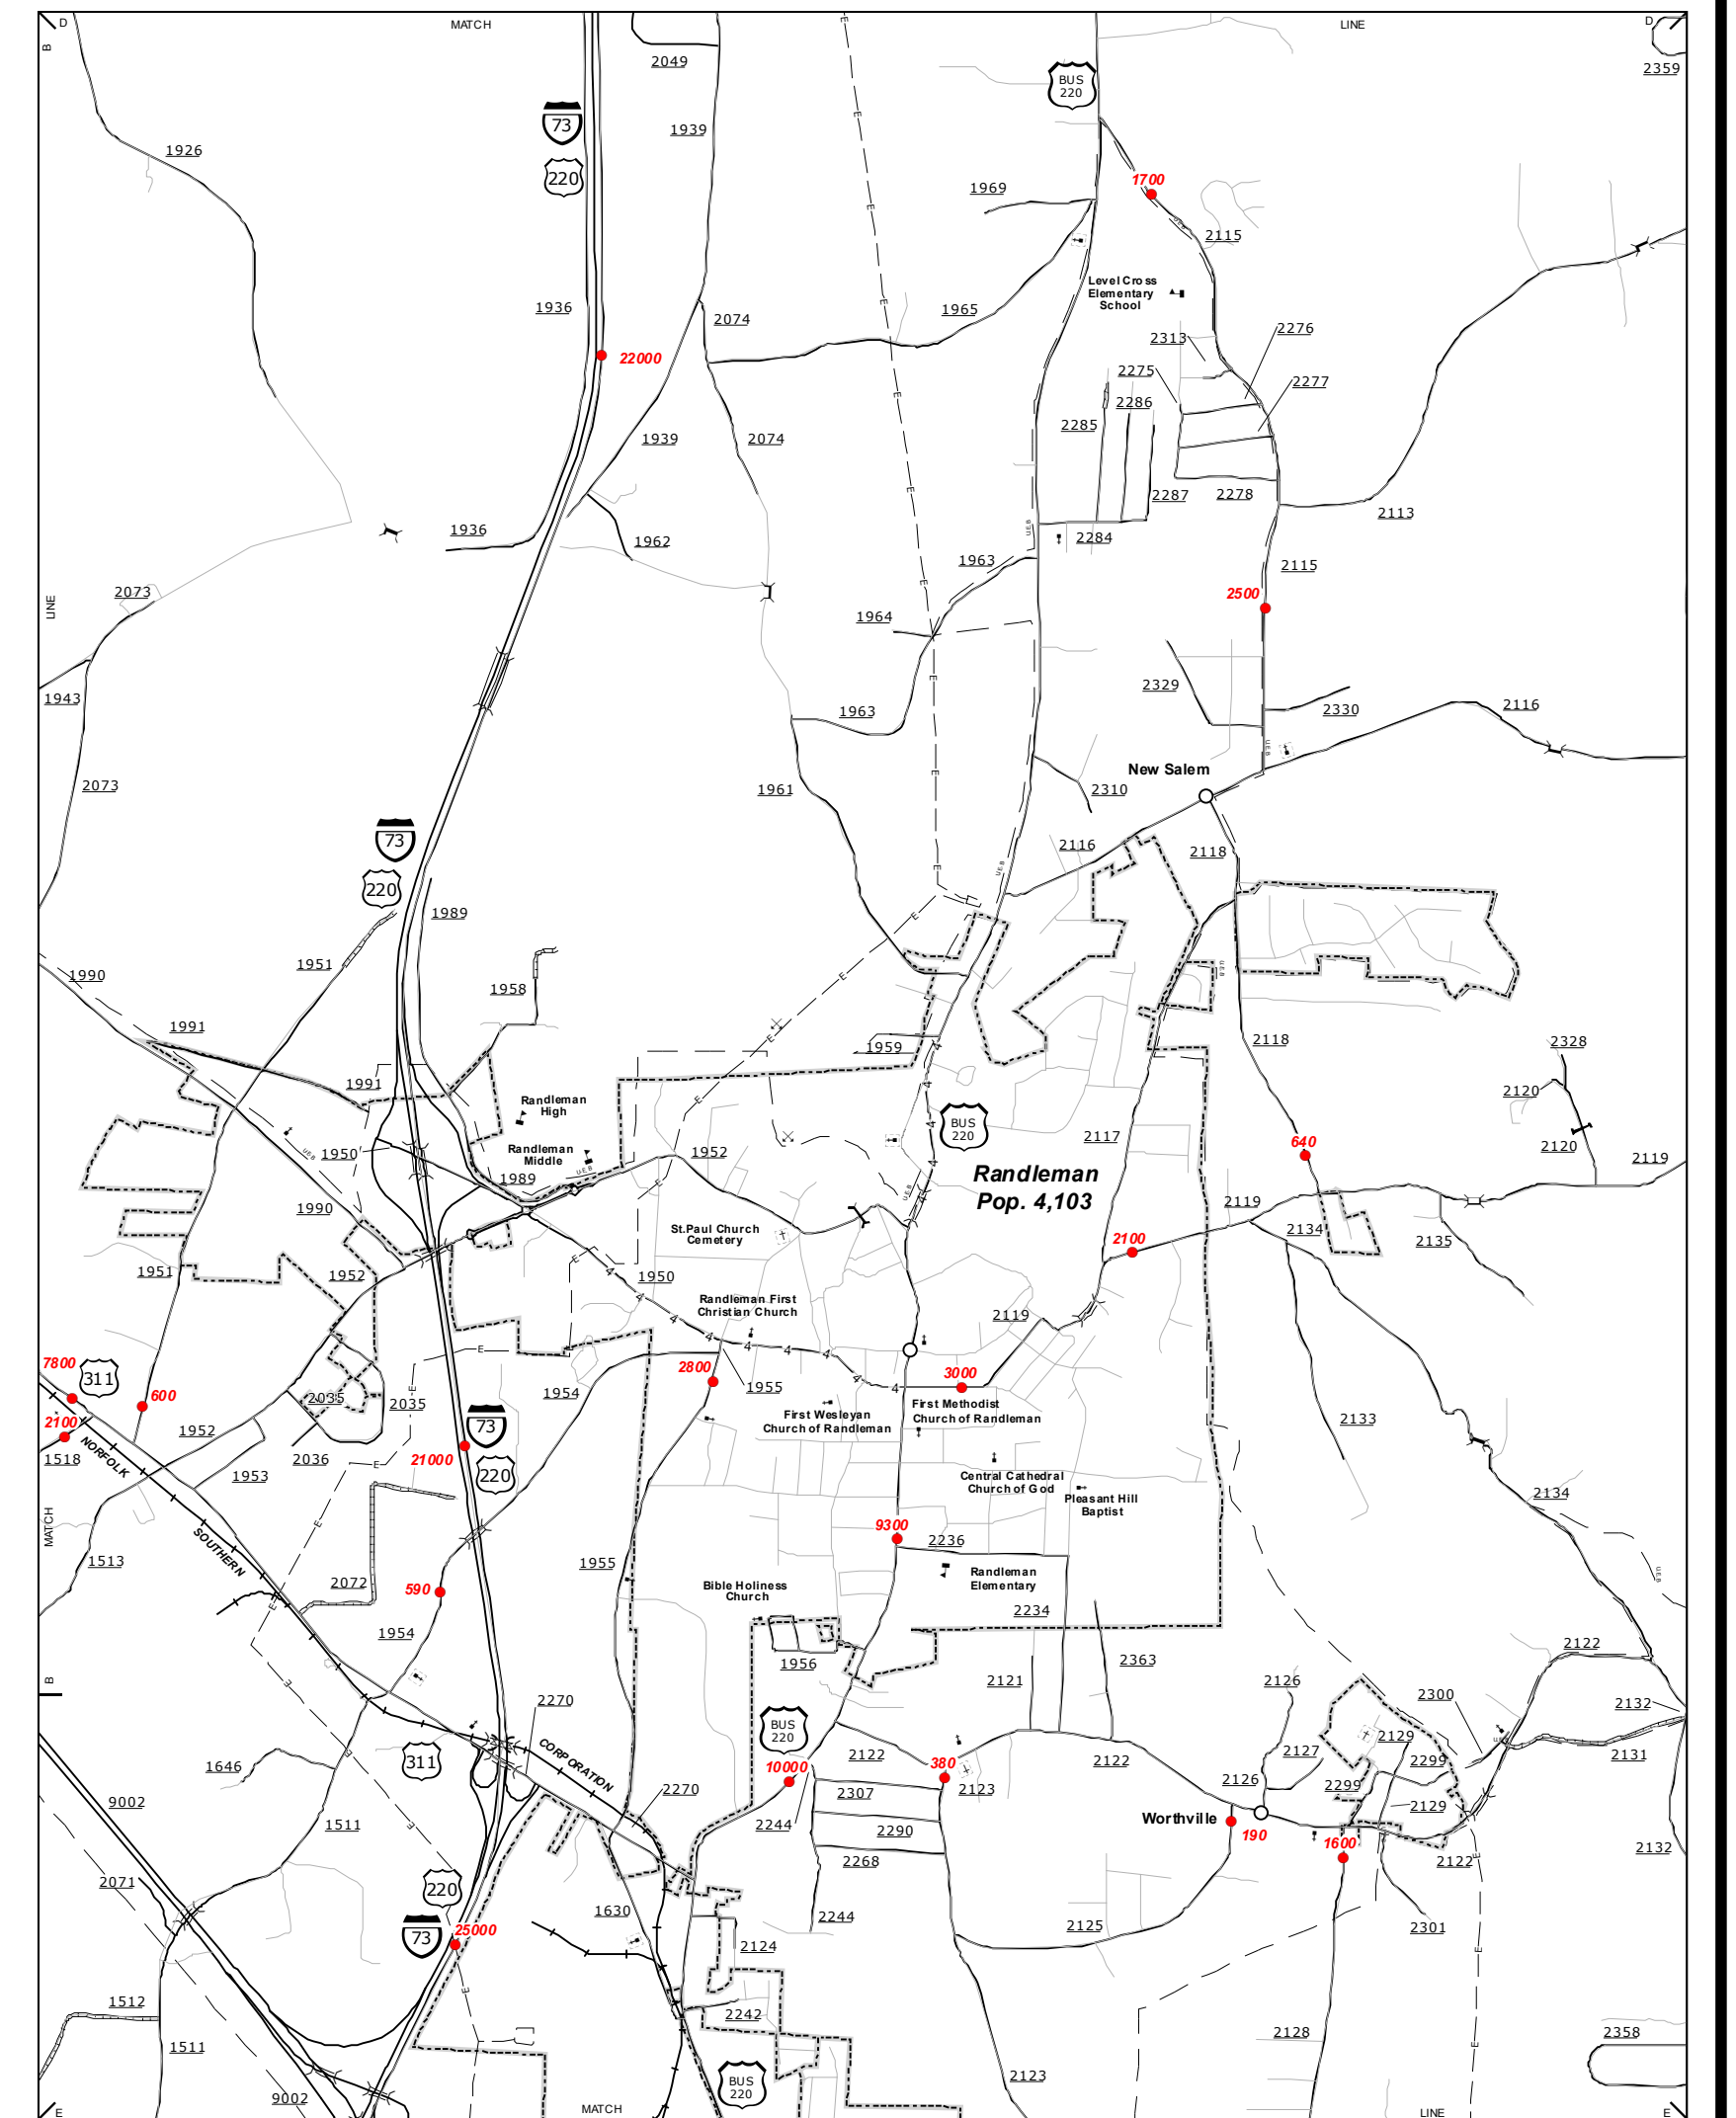 D
MATCH
LINE
D
B
2049
2359
BUS
220
1939
73
220
1926
1700
1969
2115
UEB
Level Cross
Elementary
School
1936
2074
1965
2276
2313
22000
2275
2277
2286
2285
1939
2074
2287
2278
2113
1936
1962
UEB
2284
1963
2115
2073
2500
LINE
1964
1943
2329
2330
2116
1963
UEB
New Salem
2073
1961
2310
73
2116
2118
220
UEB
1989
1951
1990
UEB
1958
1991
1959
2118
2328
1991
2120
Randleman
High
BUS
220
2117
640
2120
1950
UEB
Randleman
Middle
UEB
1952
2119
1989
Randleman
Pop. 4,103
UEB
1990
2119
2134
St.Paul Church
Cemetery
2135
2100
1951
1952
1950
Randleman First
Christian Church
2119
7800
311
2800
3000
600
2035
2035
1954
1955
2100
First Wesleyan
Church of Randleman
First Methodist
Church of Randleman
73
2133
1518
NORFOLK
1952
2036
21000
220
1953
Central Cathedral
Church of God
Pleasant Hill
Baptist
2134
MATCH
SOUTHERN
9300
2236
1513
1955
Randleman
Elementary
2072
590
Bible Holiness
Church
UEB
2234
1954
2122
1956
2363
2121
2126
B
2270
BUS
220
2300
2132
2129
UEB
311
CORPORATION
2122
2122
2127
2299
2131
1646
10000
380
2126
2299
2270
2307
2123
9002
2129
2244
2290
Worthville
190
1600
1511
2268
2122
2132
2071
220
1630
2244
2125
2301
73
25000
2124
1512
2242
2128
2358
1511
BUS
220
2123
9002
E
MATCH
LINE
E